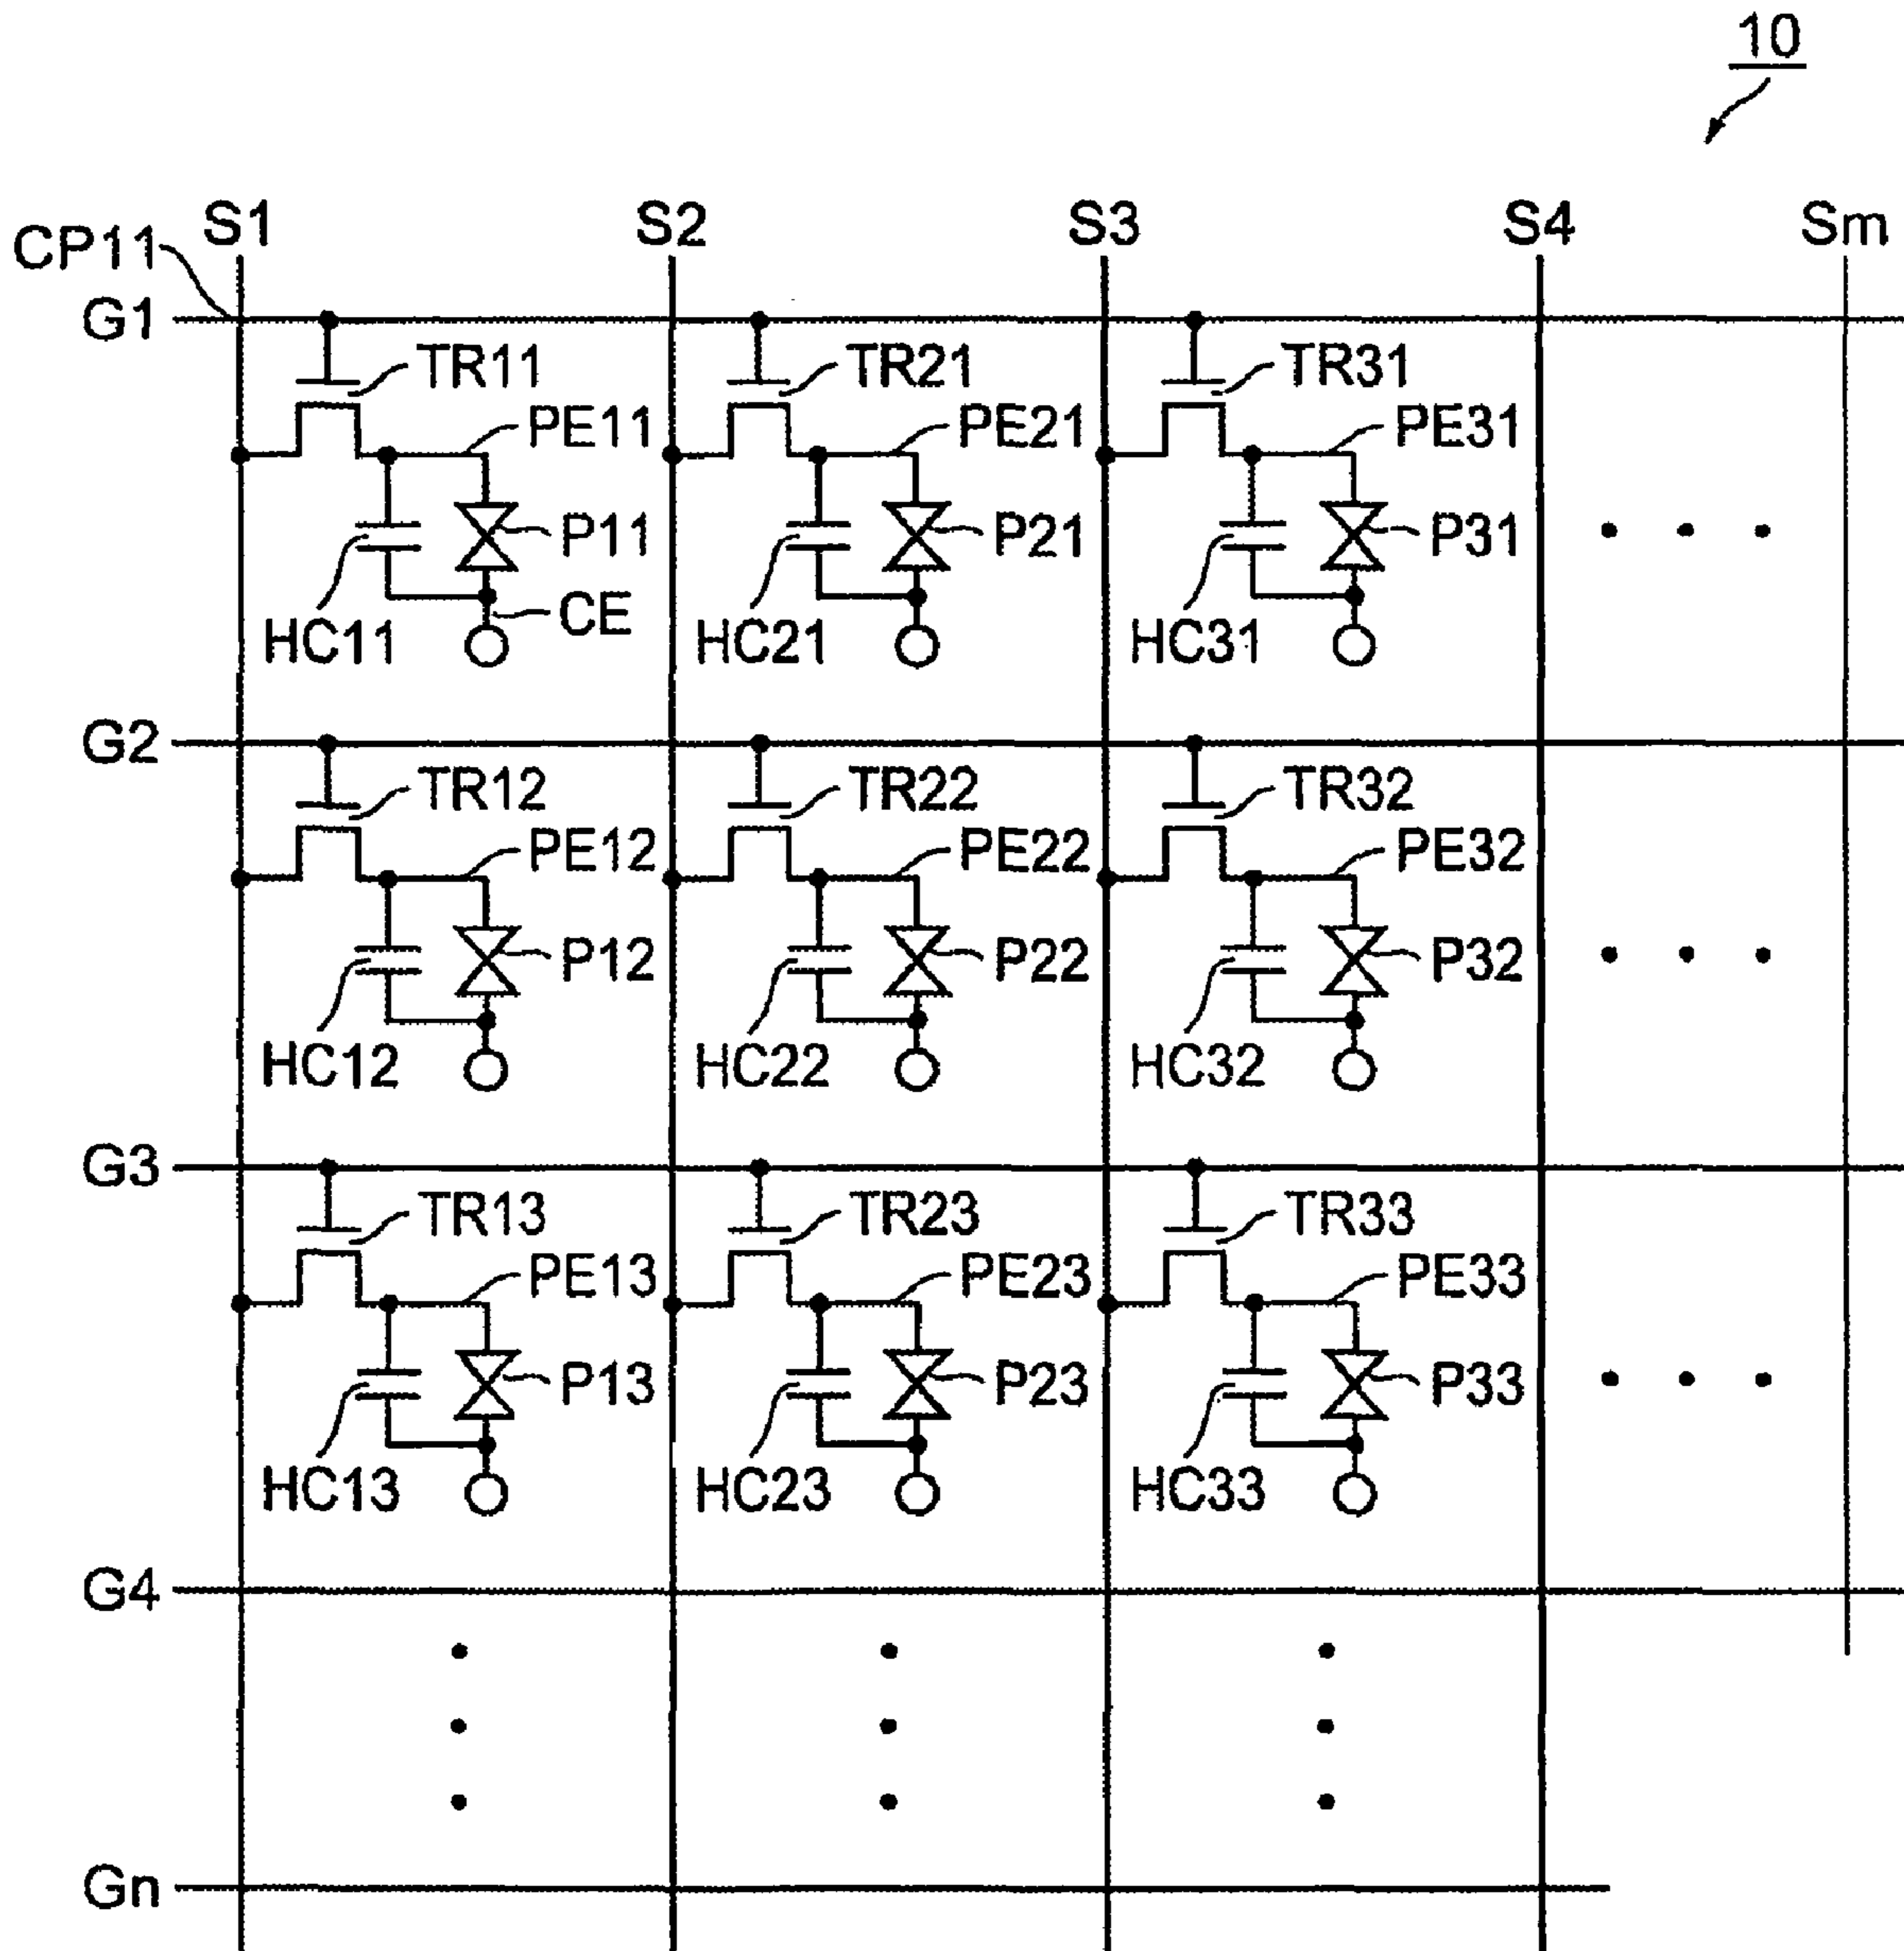 10
S1 S2 S3 S4 Sm
CP11
G1
TR11 TR21 TR31
PE11 PE21 PE31
P11 P21 P31
CE
HC11 HC21 HC31
G2
TR12 TR22 TR32
PE12 PE22 PE32
P12 P22 P32
HC12 HC22 HC32
G3
TR13 TR23 TR33
PE13 PE23 PE33
P13 P23 P33
HC13 HC23 HC33
G4
Gn